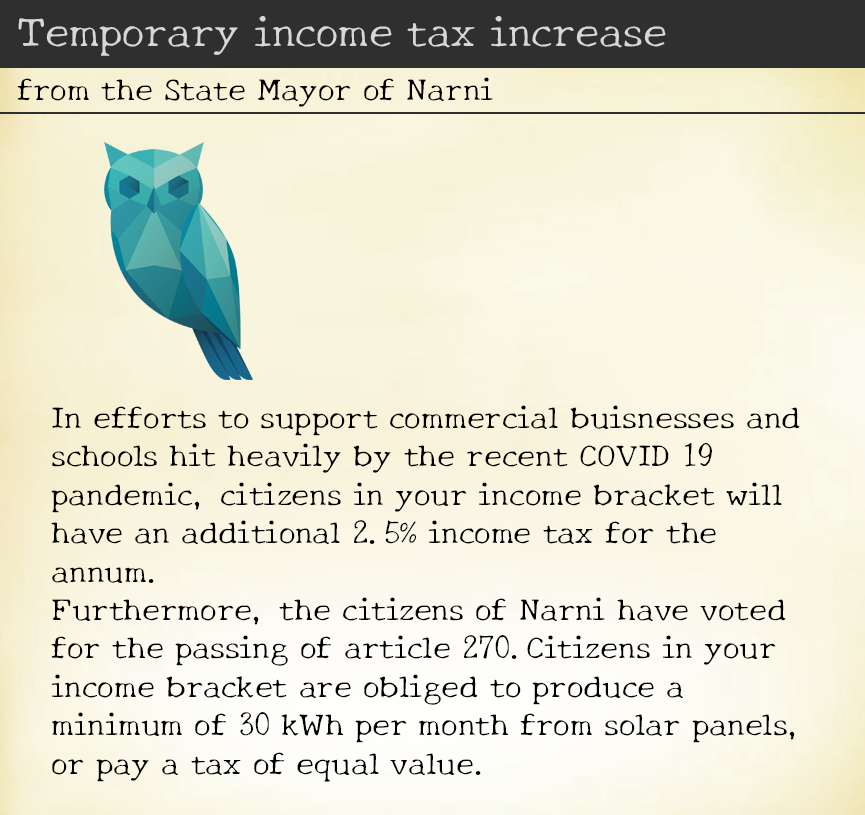 Temporary income tax increase
from the State Mayor of Narni
In efforts to support commercial buisnesses and
schools hit heavily by the recent COVID 19
pandemic, citizens in your income bracket will
have an additional 2.5% income tax for the
annum.
Furthermore, the citizens of Narni have voted
for the passing of article 270. Citizens in your
income bracket are obliged to produce a
minimum of 30 kWh per month from solar panels,
or pay a tax of equal value.